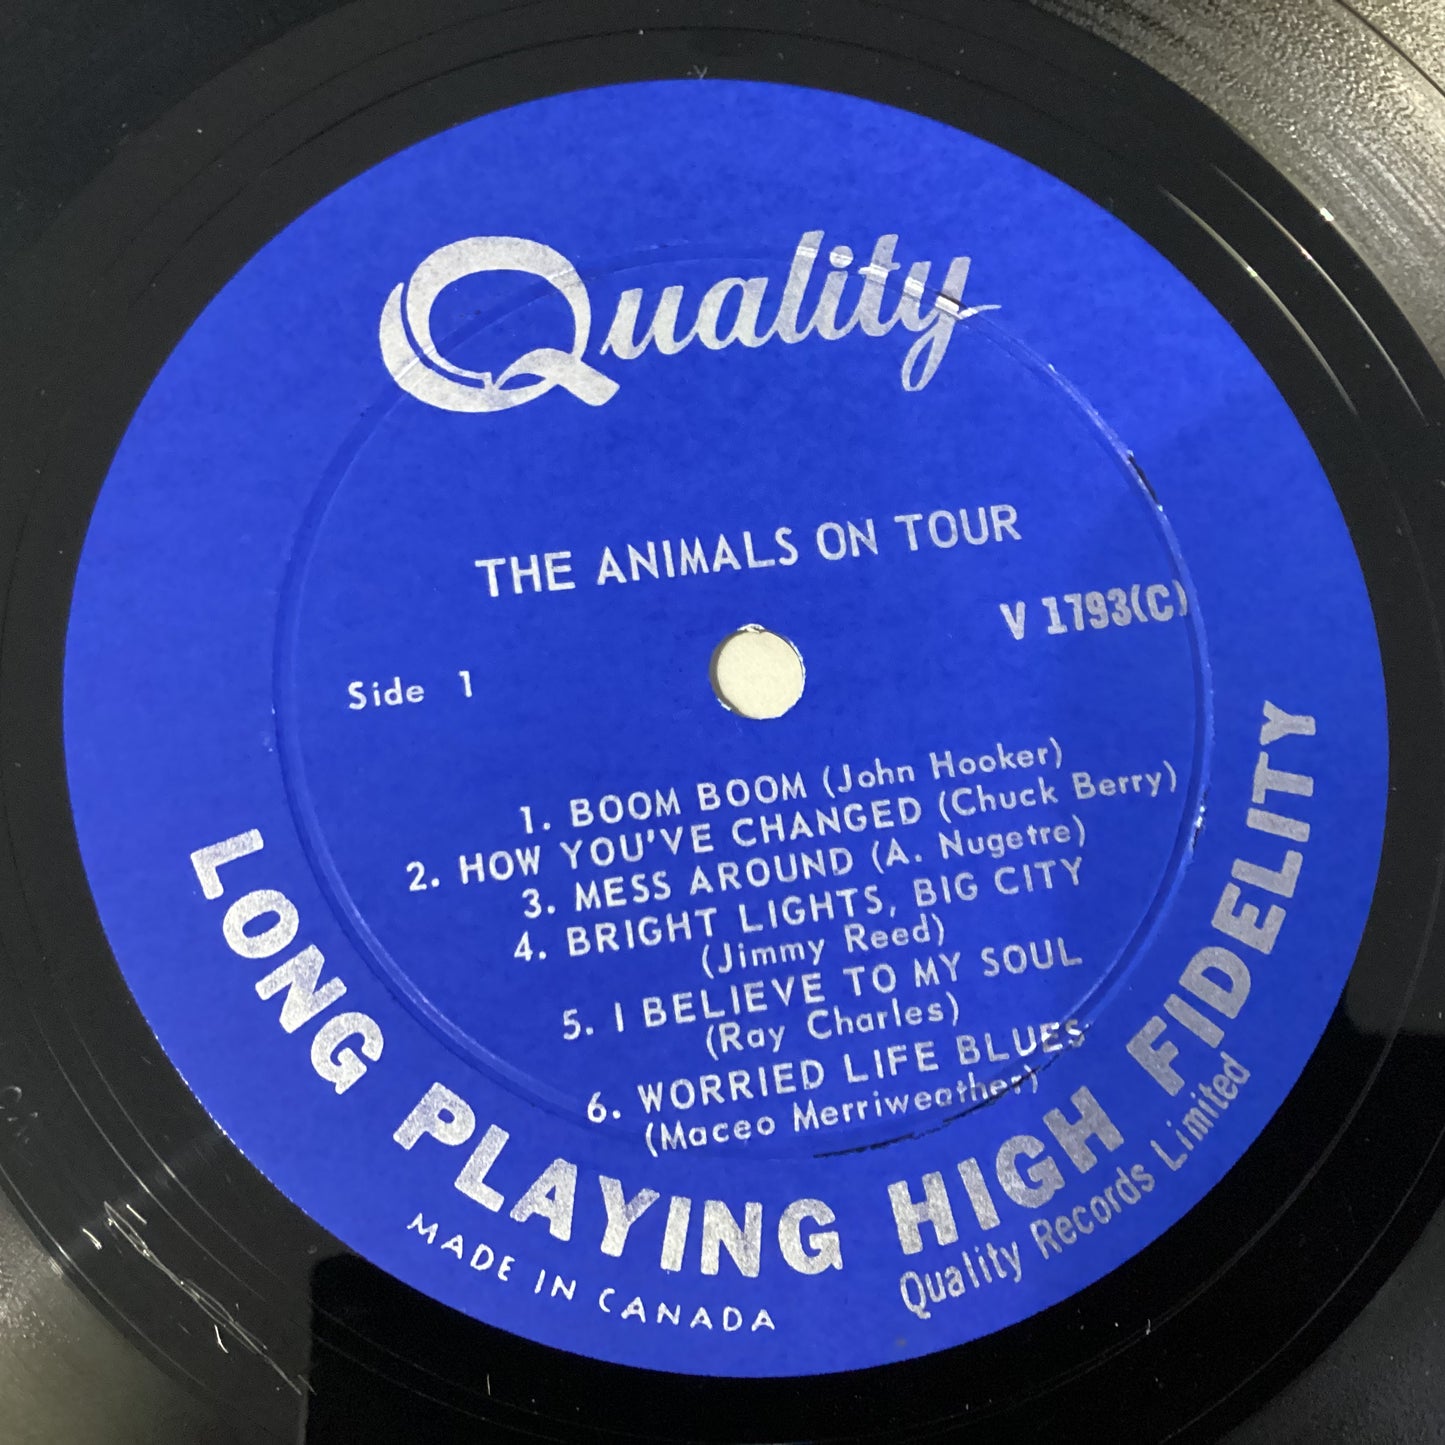 Quality
THE ANIMALS ON TOUR
V 1793(C)
Side 1
1. BOOM BOOM (John Hooker)
2. HOW YOU'VE CHANGED (Chuck Berry)
3. MESS AROUND (A. Nugetre)
4. BRIGHT LIGHTS, BIG CITY
(Jimmy Reed)
5. I BELIEVE TO MY SOUL
(Ray Charles)
6. WORRIED LIFE BLUES
(Maceo Merriweather)
LONG PLAYING HIGH FIDELITY
MADE IN CANADA
Quality Records Limited